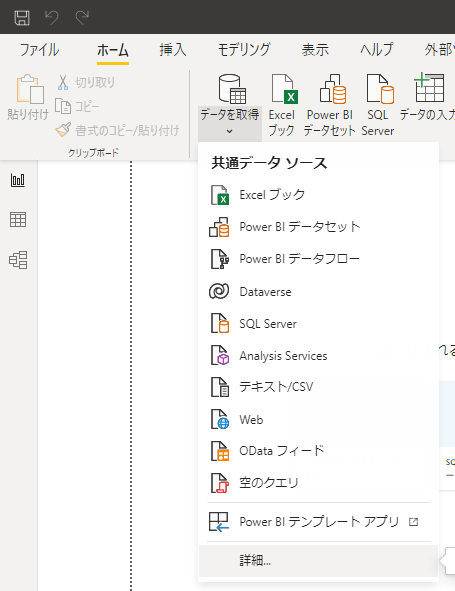 ファイル ホーム 挿入 モデリング 表示 ヘルプ 外部
貼り付け
切り取り
コピー
書式のコピー/貼り付け
クリップボード
データを取得
Excel
ブック
Power BI
データセット
SQL
Server
データの入力
共通データ ソース
Excel ブック
Power BI データセット
Power BI データフロー
Dataverse
SQL Server
Analysis Services
テキスト/CSV
Web
OData フィード
空のクエリ
Power BI テンプレート アプリ
詳細...
れる